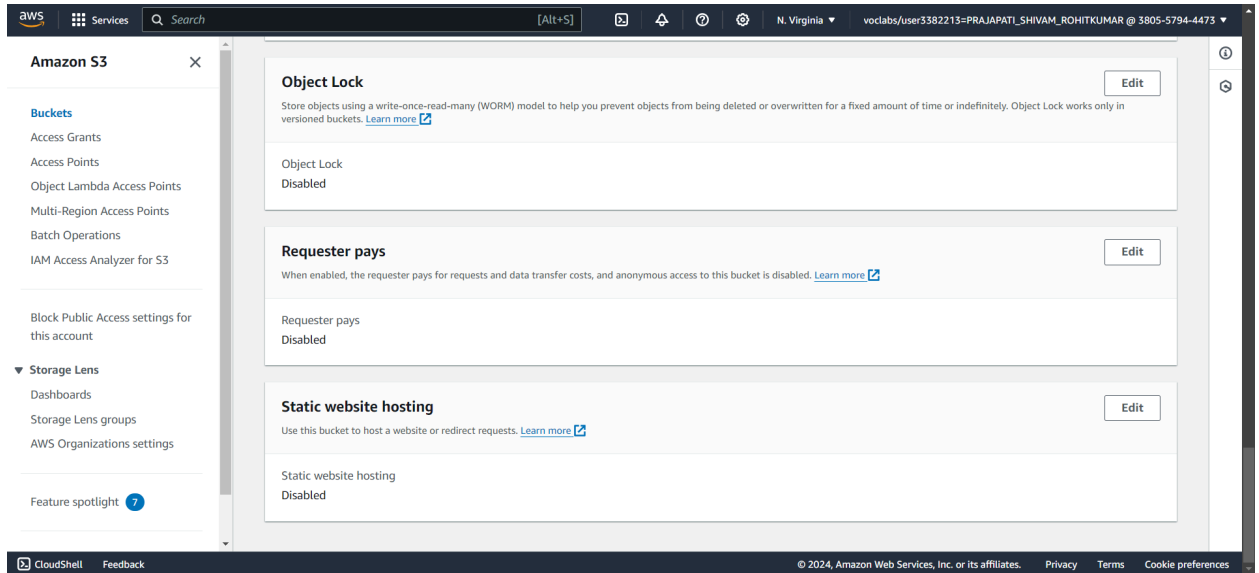 aws
Services
Search
[Alt+S]
N. Virginia
voclabs/user3382213=PRAJAPATI_SHIVAM_ROHITKUMAR @ 3805-5794-4473
Amazon S3
Buckets
Access Grants
Access Points
Object Lambda Access Points
Multi-Region Access Points
Batch Operations
IAM Access Analyzer for S3
Block Public Access settings for
this account
Storage Lens
Dashboards
Storage Lens groups
AWS Organizations settings
Feature spotlight 7
Object Lock
Edit
Store objects using a write-once-read-many (WORM) model to help you prevent objects from being deleted or overwritten for a fixed amount of time or indefinitely. Object Lock works only in
versioned buckets. Learn more
Object Lock
Disabled
Requester pays
Edit
When enabled, the requester pays for requests and data transfer costs, and anonymous access to this bucket is disabled. Learn more
Requester pays
Disabled
Static website hosting
Edit
Use this bucket to host a website or redirect requests. Learn more
Static website hosting
Disabled
CloudShell
Feedback
© 2024, Amazon Web Services, Inc. or its affiliates.
Privacy
Terms
Cookie preferences